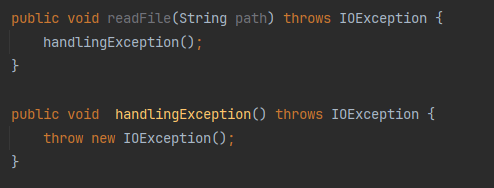 public void readFile(String path) throws IOException {
    handlingException();
}
public void  handlingException() throws IOException {
    throw new IOException();
}